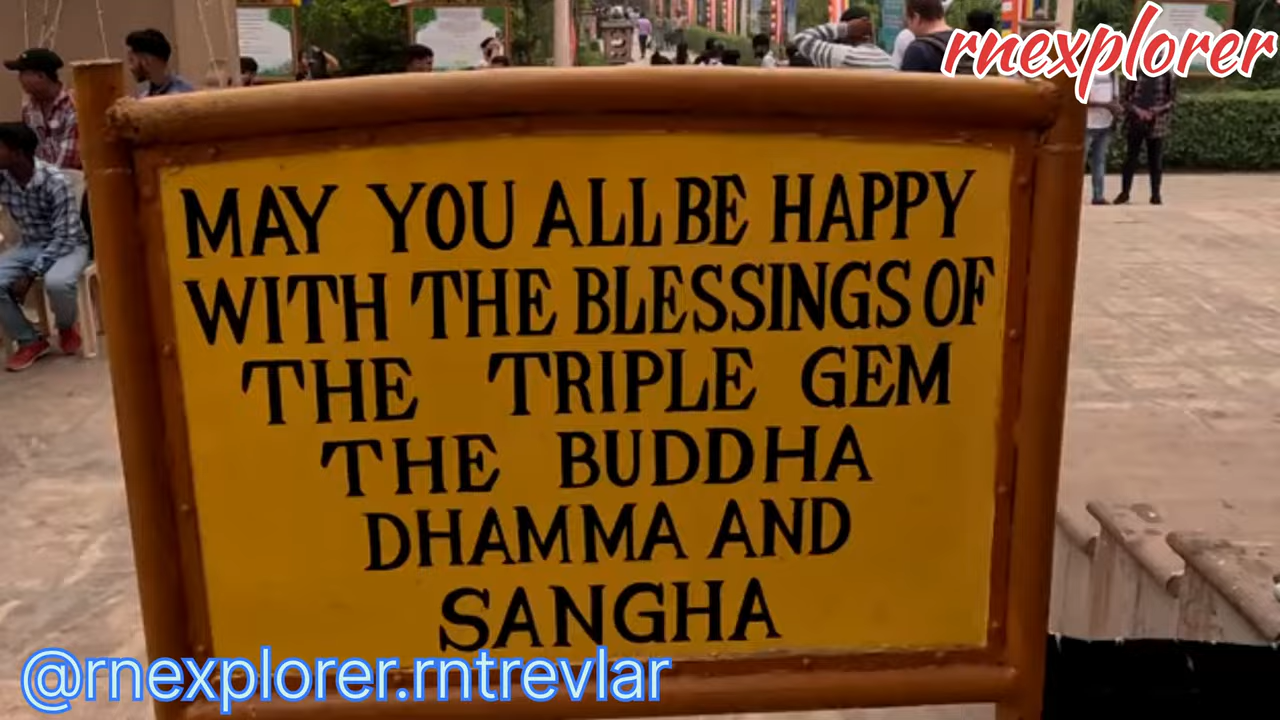 rnexplorer
MAY YOU ALL BE HAPPY
WITH THE BLESSINGS OF
THE TRIPLE GEM
THE BUDDHA
DHAMMA AND
SANGHA
@rnexplorer.rntrevlar